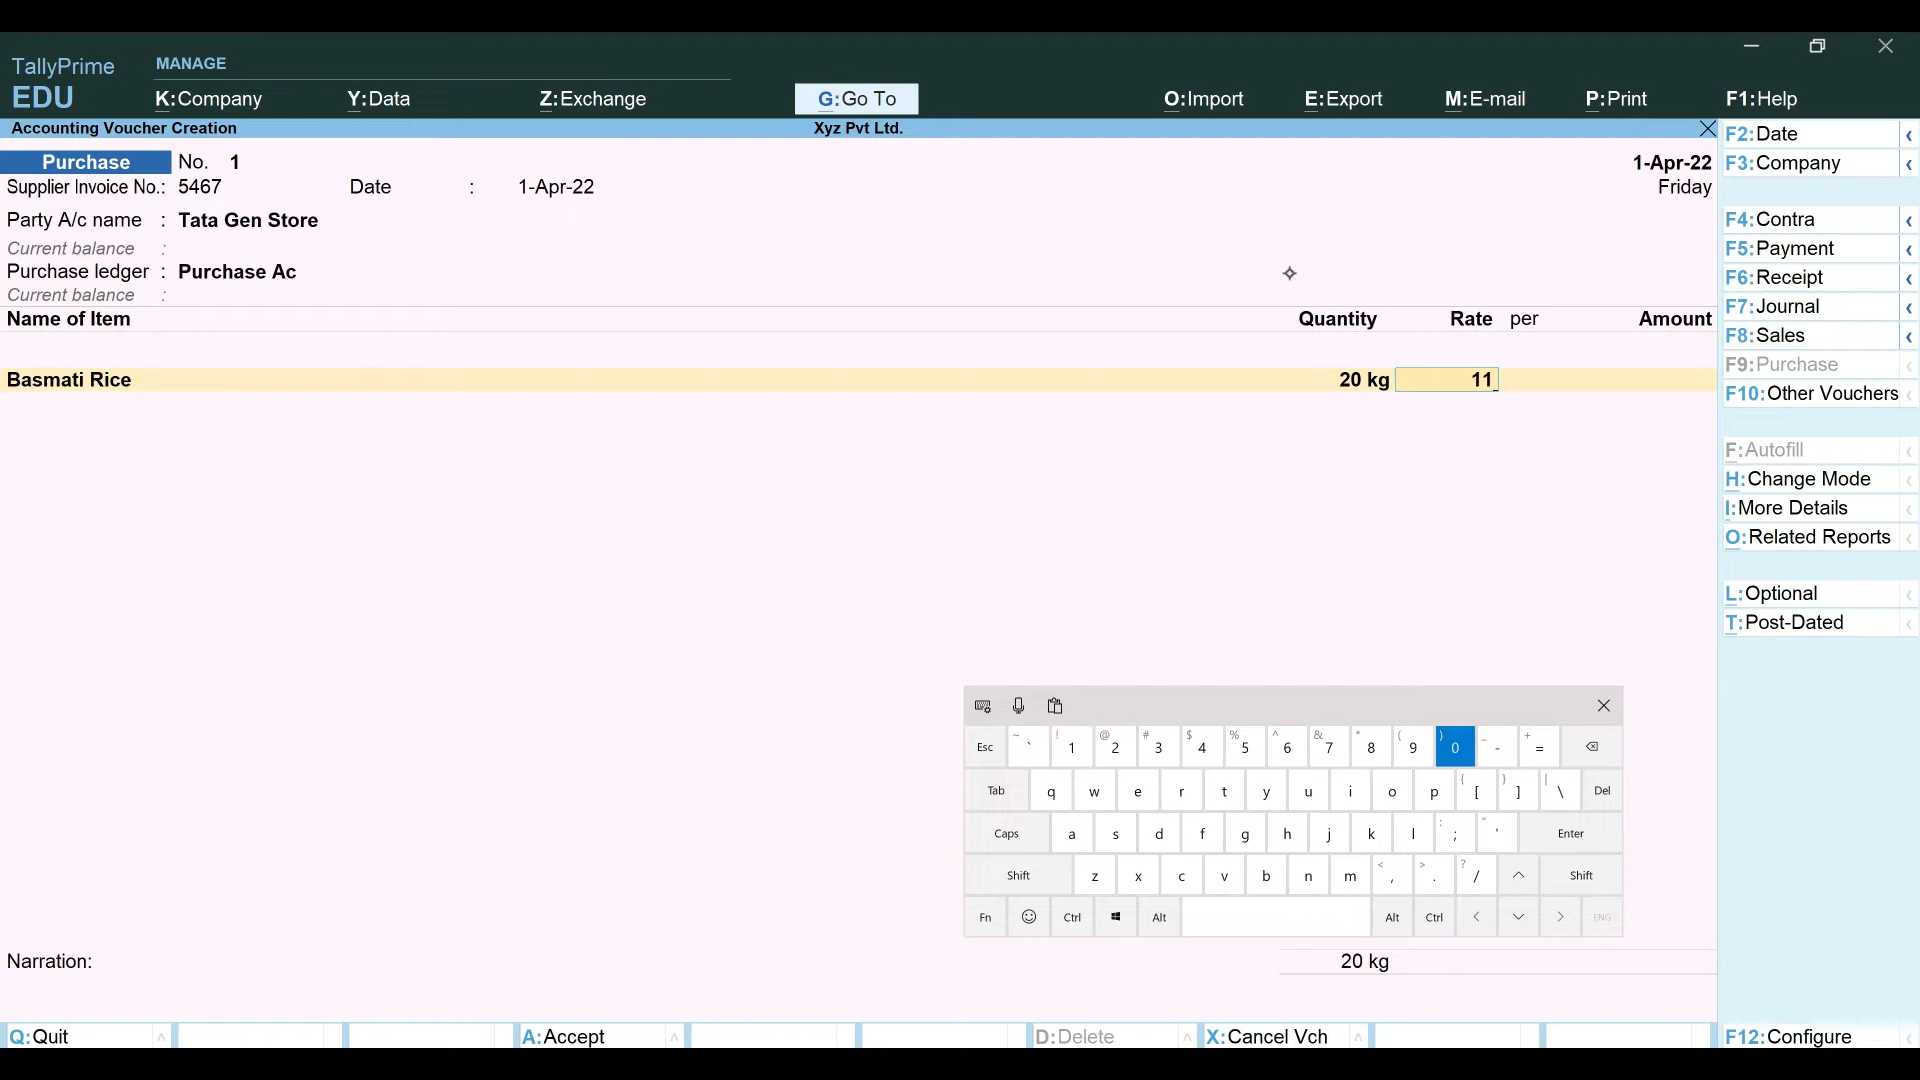 TallyPrime
EDU
MANAGE
K:Company Y:Data Z:Exchange G:Go To O:Import E:Export M:E-mail P:Print F1:Help
Accounting Voucher Creation Xyz Pvt Ltd.
Purchase No. 1 1-Apr-22
Supplier Invoice No.: 5467 Date : 1-Apr-22 Friday
Party A/c name : Tata Gen Store
Current balance :
Purchase ledger : Purchase Ac
Current balance :
Name of Item Quantity Rate per Amount
Basmati Rice 20 kg 11
Narration: 20 kg
F2:Date
F3:Company
F4:Contra
F5:Payment
F6:Receipt
F7:Journal
F8:Sales
F9:Purchase
F10:Other Vouchers
F:Autofill
H:Change Mode
I:More Details
O:Related Reports
L:Optional
T:Post-Dated
Esc ~ ` ! 1 @ 2 # 3 $ 4 % 5 ^ 6 & 7 * 8 ( 9 ) 0 _ - + =
Tab q w e r t y u i o p { [ } ] | \ Del
Caps a s d f g h j k l : ; " ' Enter
Shift z x c v b n m < , > . ? / Shift
Fn Ctrl Alt Alt Ctrl ENG
Q:Quit A:Accept D:Delete X:Cancel Vch F12:Configure